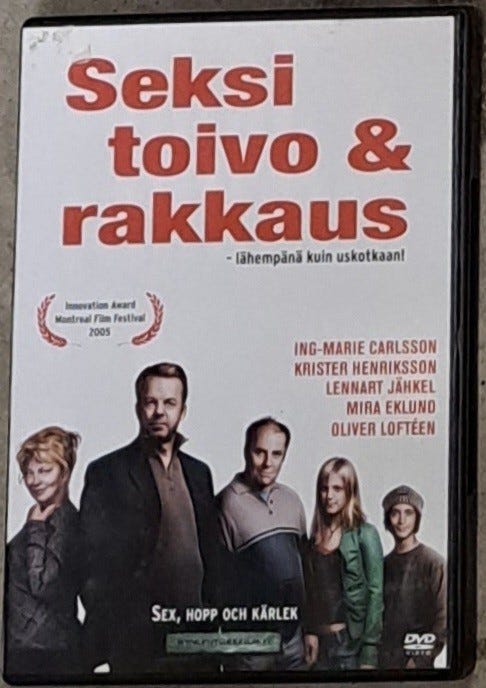 Seksi
toivo &
rakkaus
- lähempänä kuin uskotkaan!
Innovation Award
Montreal Film Festival
2005
ING-MARIE CARLSSON
KRISTER HENRIKSSON
LENNART JÄHKEL
MIRA EKLUND
OLIVER LOFTÉEN
SEX, HOPP OCH KÄRLEK
DVD
VIDEO